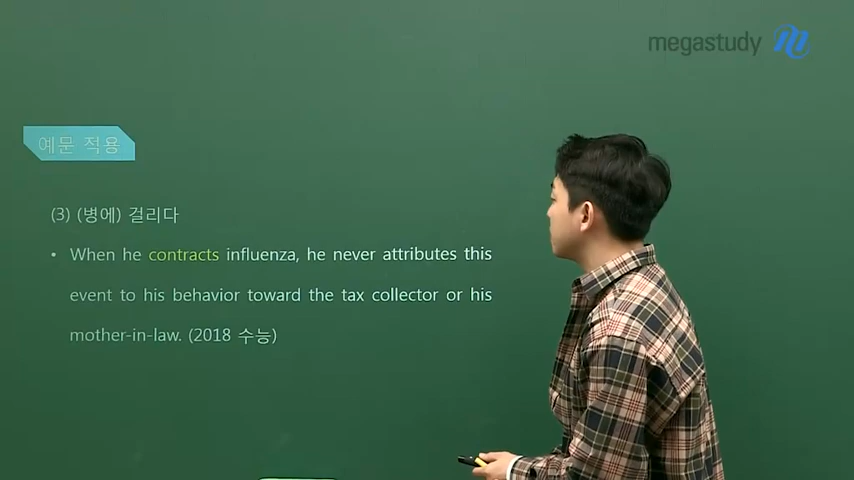 megastudy
예문 적용
(3) (병에) 걸리다
• When he contracts influenza, he never attributes this
event to his behavior toward the tax collector or his
mother-in-law. (2018 수능)